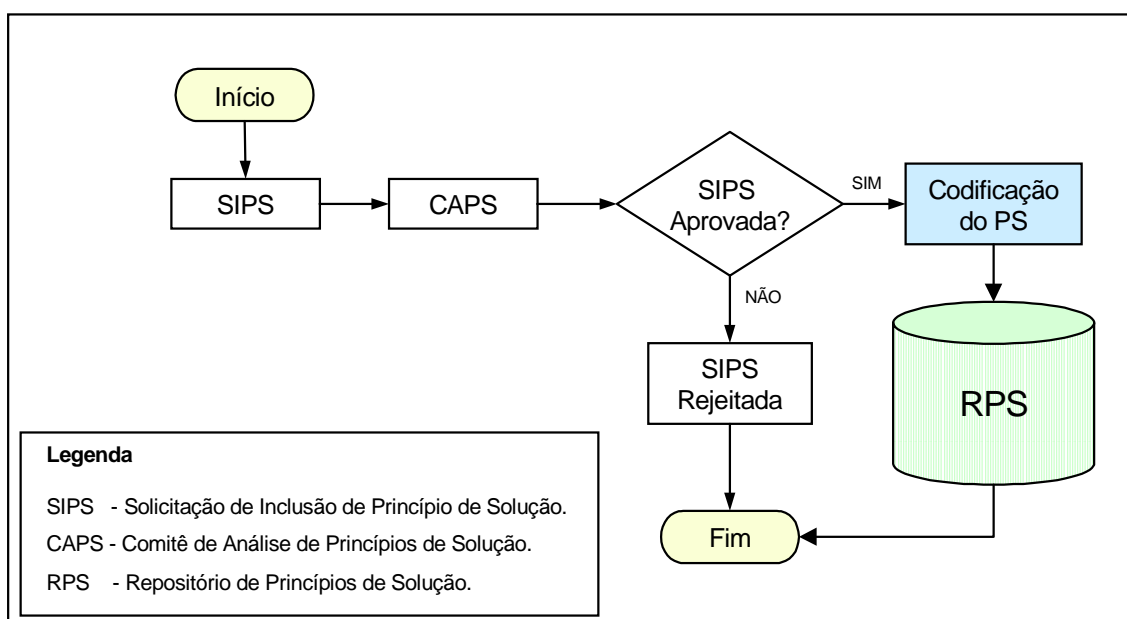 Início
SIPS
CAPS
SIPS
Aprovada?
SIM
Codificação
do PS
NÃO
SIPS
Rejeitada
RPS
Fim
Legenda
SIPS - Solicitação de Inclusão de Princípio de Solução.
CAPS - Comitê de Análise de Princípios de Solução.
RPS - Repositório de Princípios de Solução.